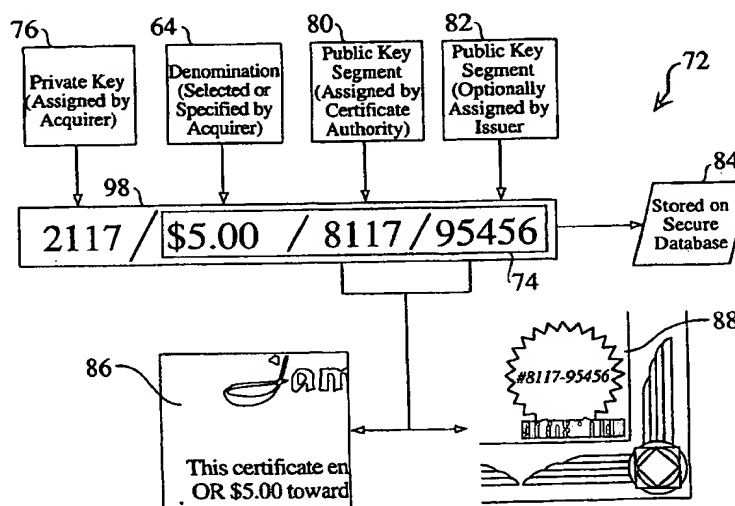 76
64
80
82
Private Key
(Assigned by
Acquirer)
Denomination
(Selected or
Specified by
Acquirer)
Public Key
Segment
(Assigned by
Certificate
Authority)
Public Key
Segment
(Optionally
Assigned by
Issuer
72
98
84
2117 / $5.00 / 8117/95456
Stored on
Secure
Database
74
86
am
88
#8117-95456
This certificate en
OR $5.00 toward